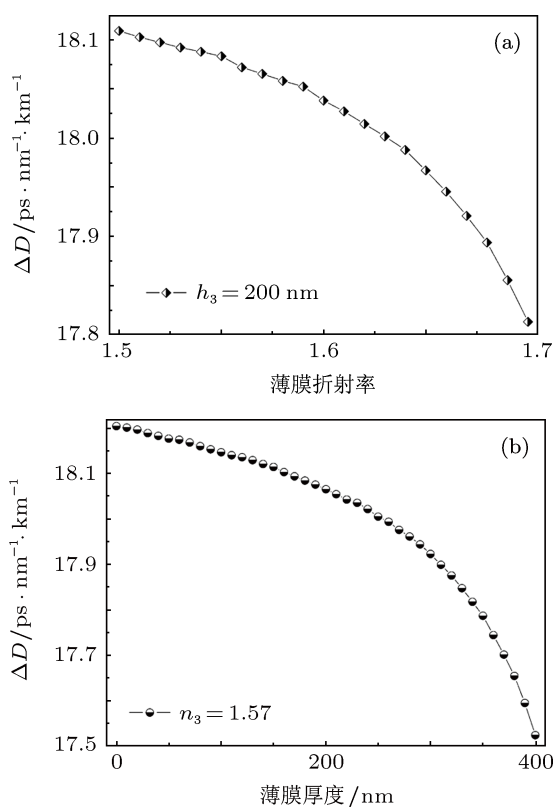 18.1
18.0
17.9
17.8
ΔD/ps · nm⁻¹· km⁻¹
(a)
h₃ = 200 nm
1.5 1.6 1.7
薄膜折射率
18.1
17.9
17.7
17.5
ΔD/ps · nm⁻¹· km⁻¹
(b)
n₃ = 1.57
0 200 400
薄膜厚度/nm